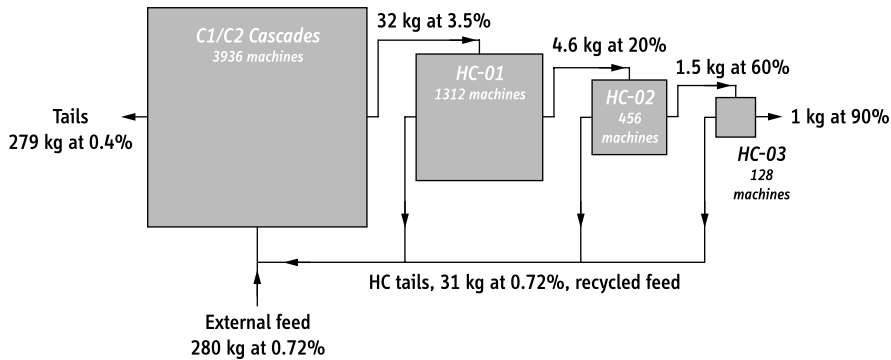 C1/C2 Cascades
3936 machines
32 kg at 3.5%
HC-01
1312 machines
4.6 kg at 20%
HC-02
456
machines
1.5 kg at 60%
1 kg at 90%
HC-03
128
machines
Tails
279 kg at 0.4%
HC tails, 31 kg at 0.72%, recycled feed
External feed
280 kg at 0.72%